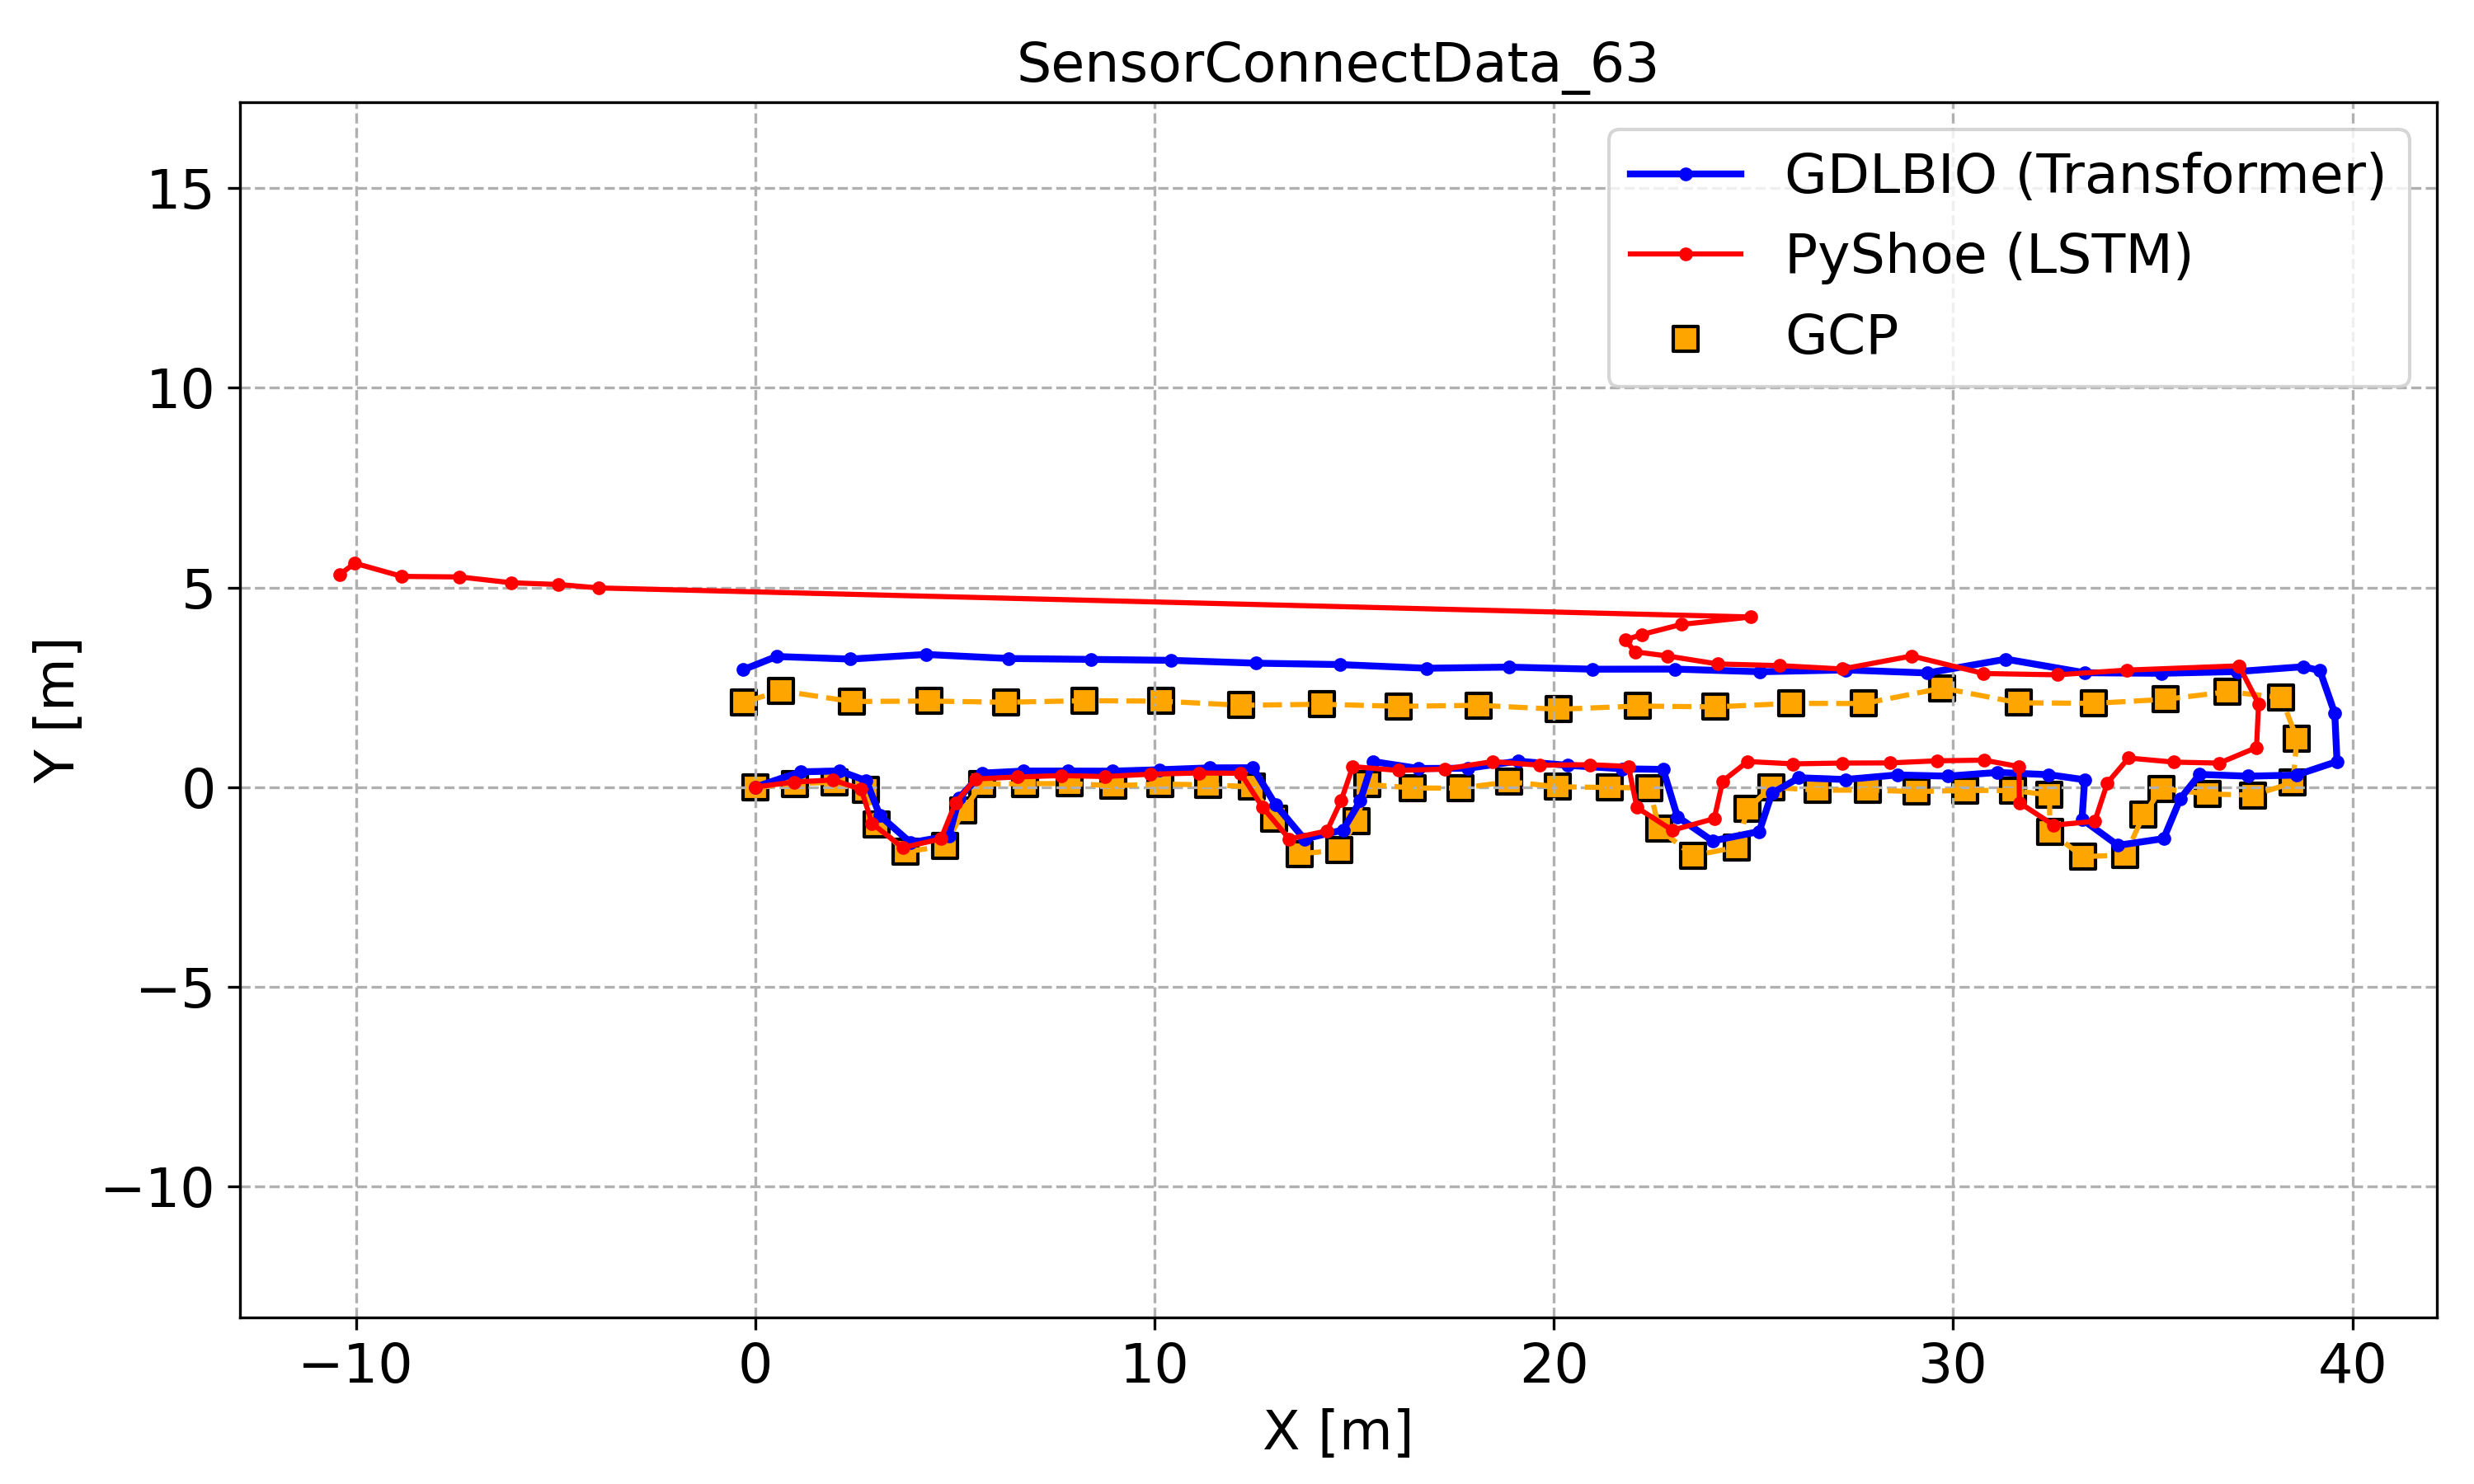 SensorConnectData_63
GDLBIO (Transformer)
PyShoe (LSTM)
GCP
15
10
5
0
−5
−10
Y [m]
−10
0
10
20
30
40
X [m]